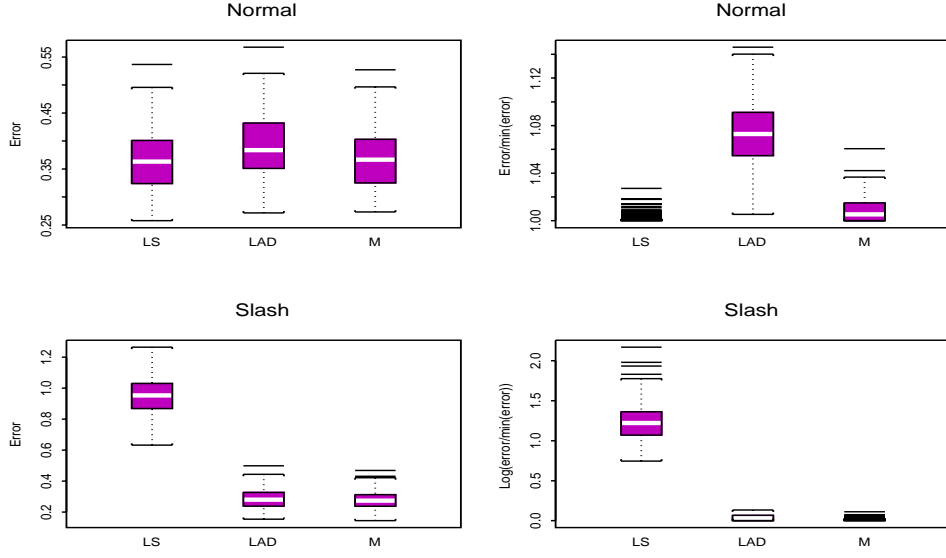 Normal
Error
0.25 0.35 0.45 0.55
LS LAD M
Normal
Error/min(error)
1.00 1.04 1.08 1.12
LS LAD M
Slash
Error
0.2 0.4 0.6 0.8 1.0 1.2
LS LAD M
Slash
Log(error/min(error))
0.0 0.5 1.0 1.5 2.0
LS LAD M